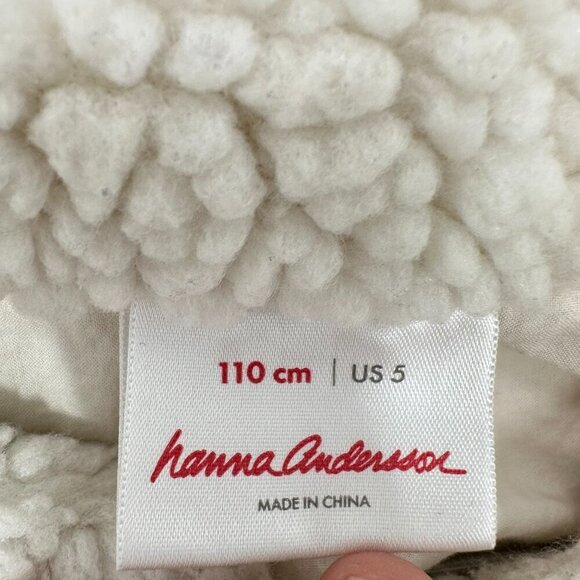 110 cm | US 5
hanna Andersson
MADE IN CHINA